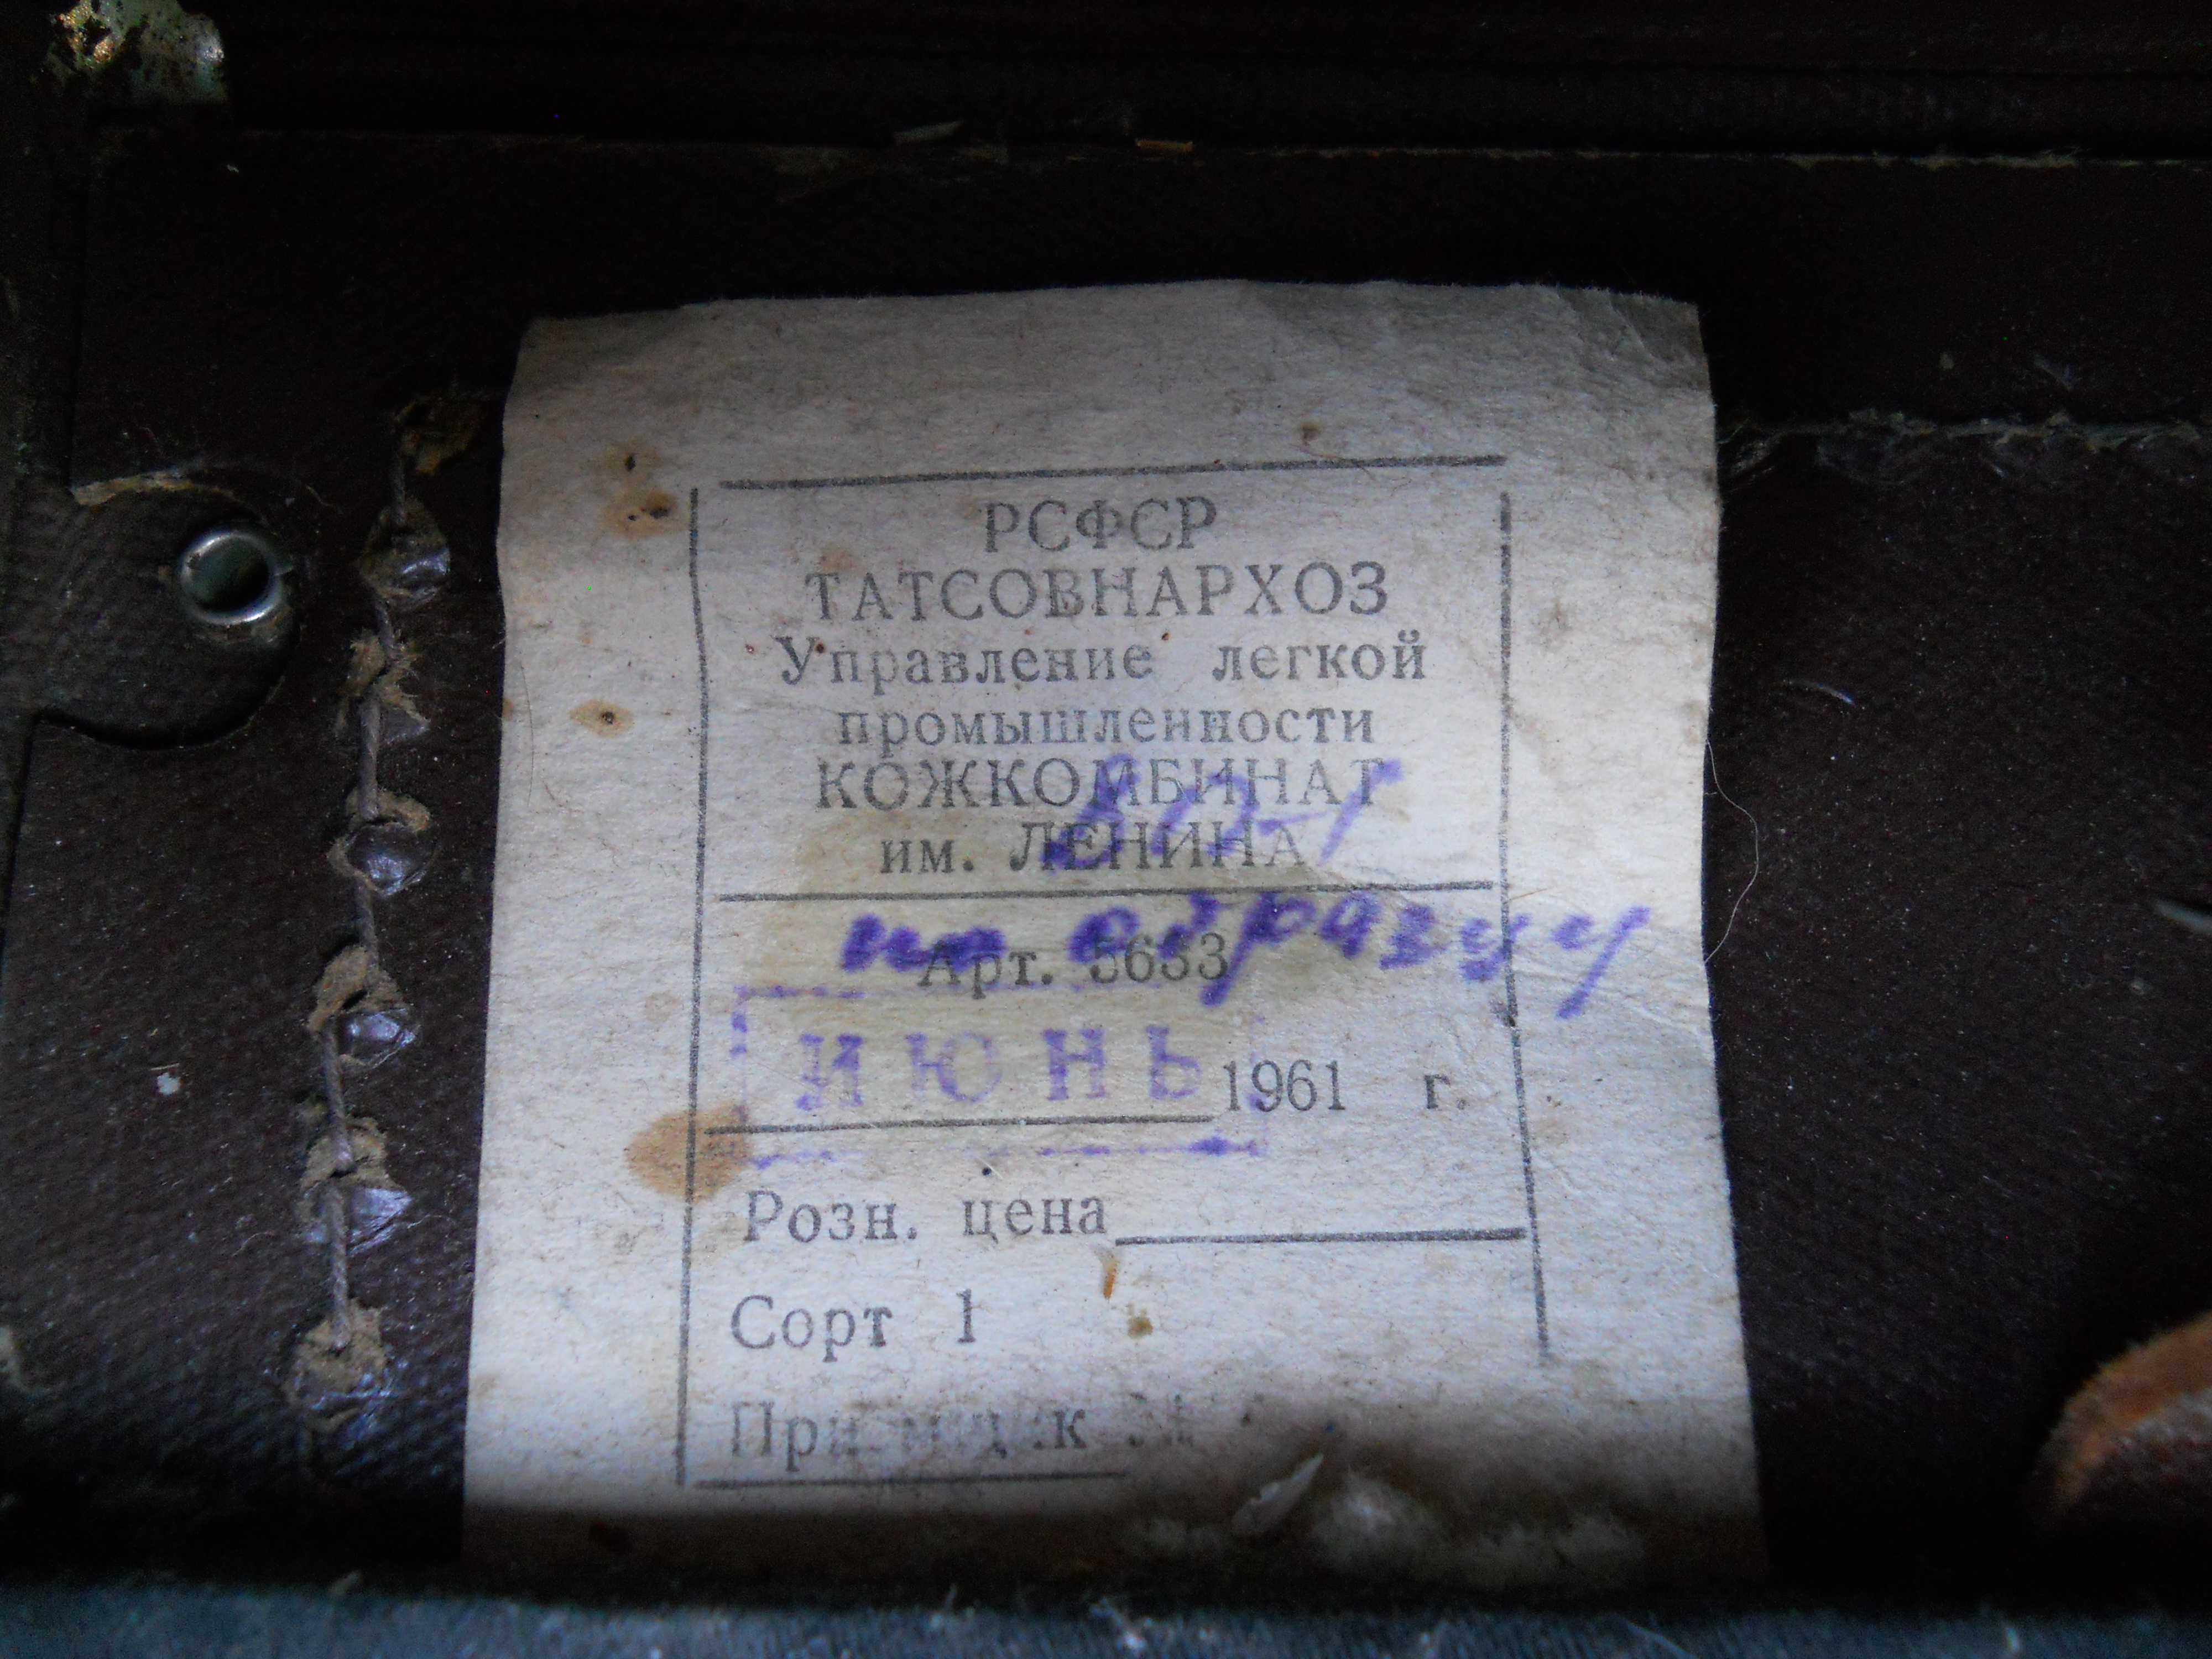 РСФСР
ТАТСОВНАРХОЗ
Управление легкой
промышленности
КОЖКОМБИНАТ
им. ЛЕНИНА
по образцу
Арт. 5633
ИЮНЬ 1961 г.
Розн. цена
Сорт 1